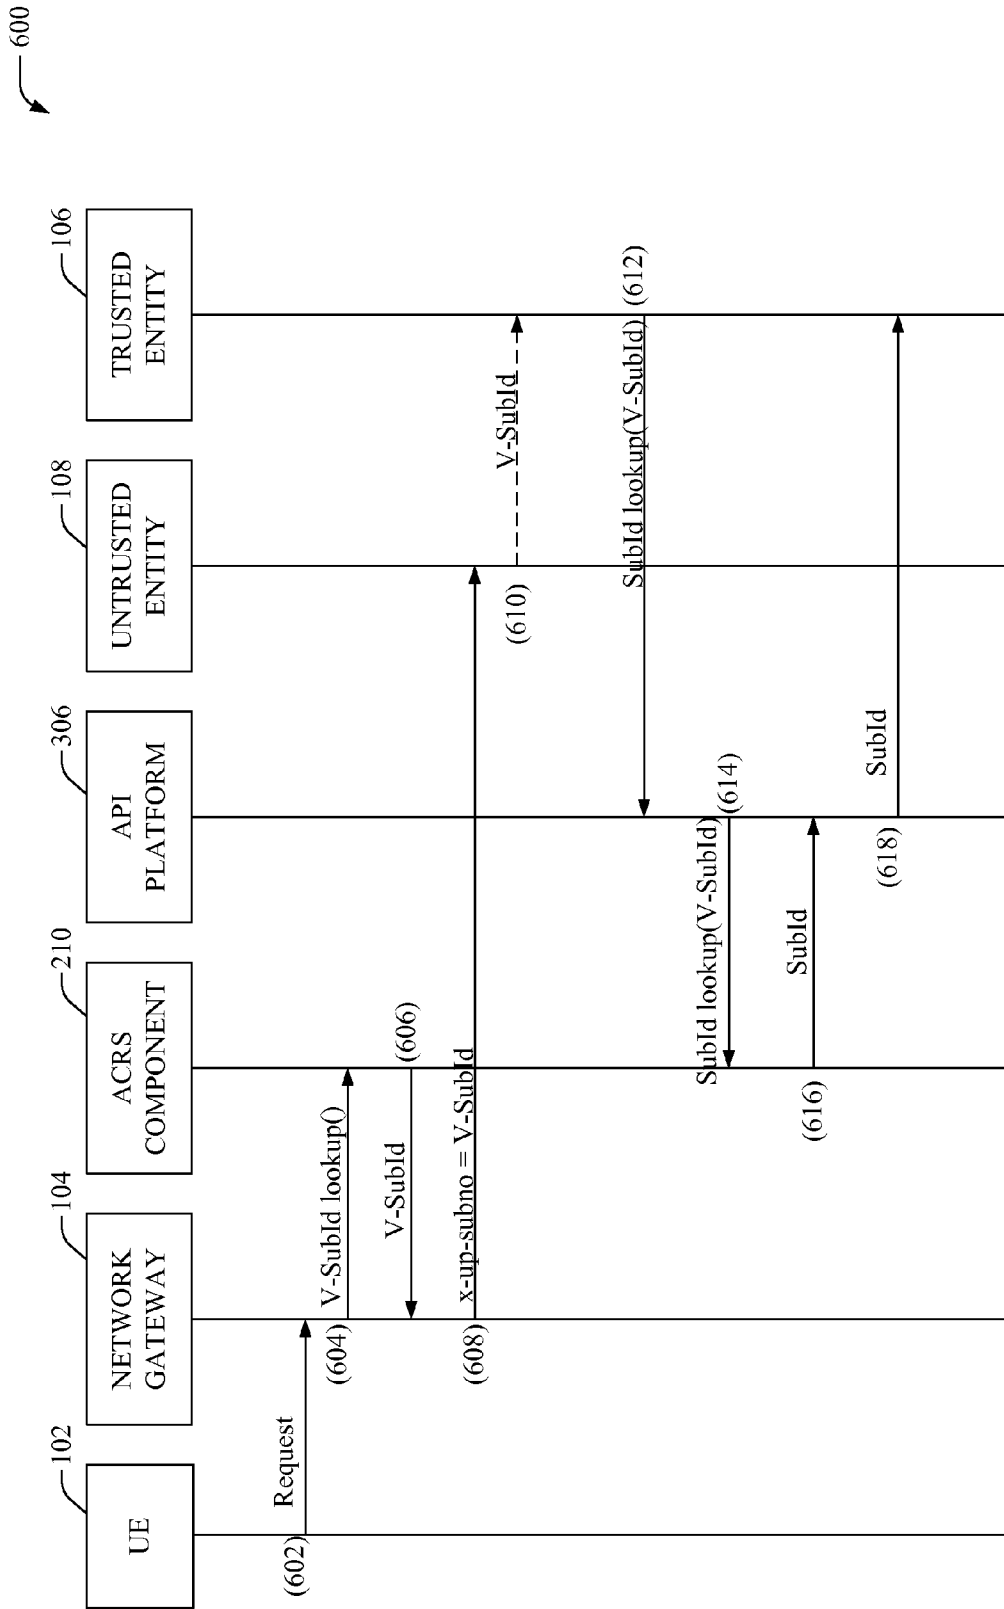 600
102
UE
104
NETWORK
GATEWAY
210
ACRS
COMPONENT
306
API
PLATFORM
108
UNTRUSTED
ENTITY
106
TRUSTED
ENTITY
(602)
Request
(604)
V-SubId lookup()
V-SubId
(606)
(608)
x-up-subno = V-SubId
(610)
V-SubId
SubId lookup(V-SubId)
(612)
SubId lookup(V-SubId)
(614)
(616)
SubId
(618)
SubId